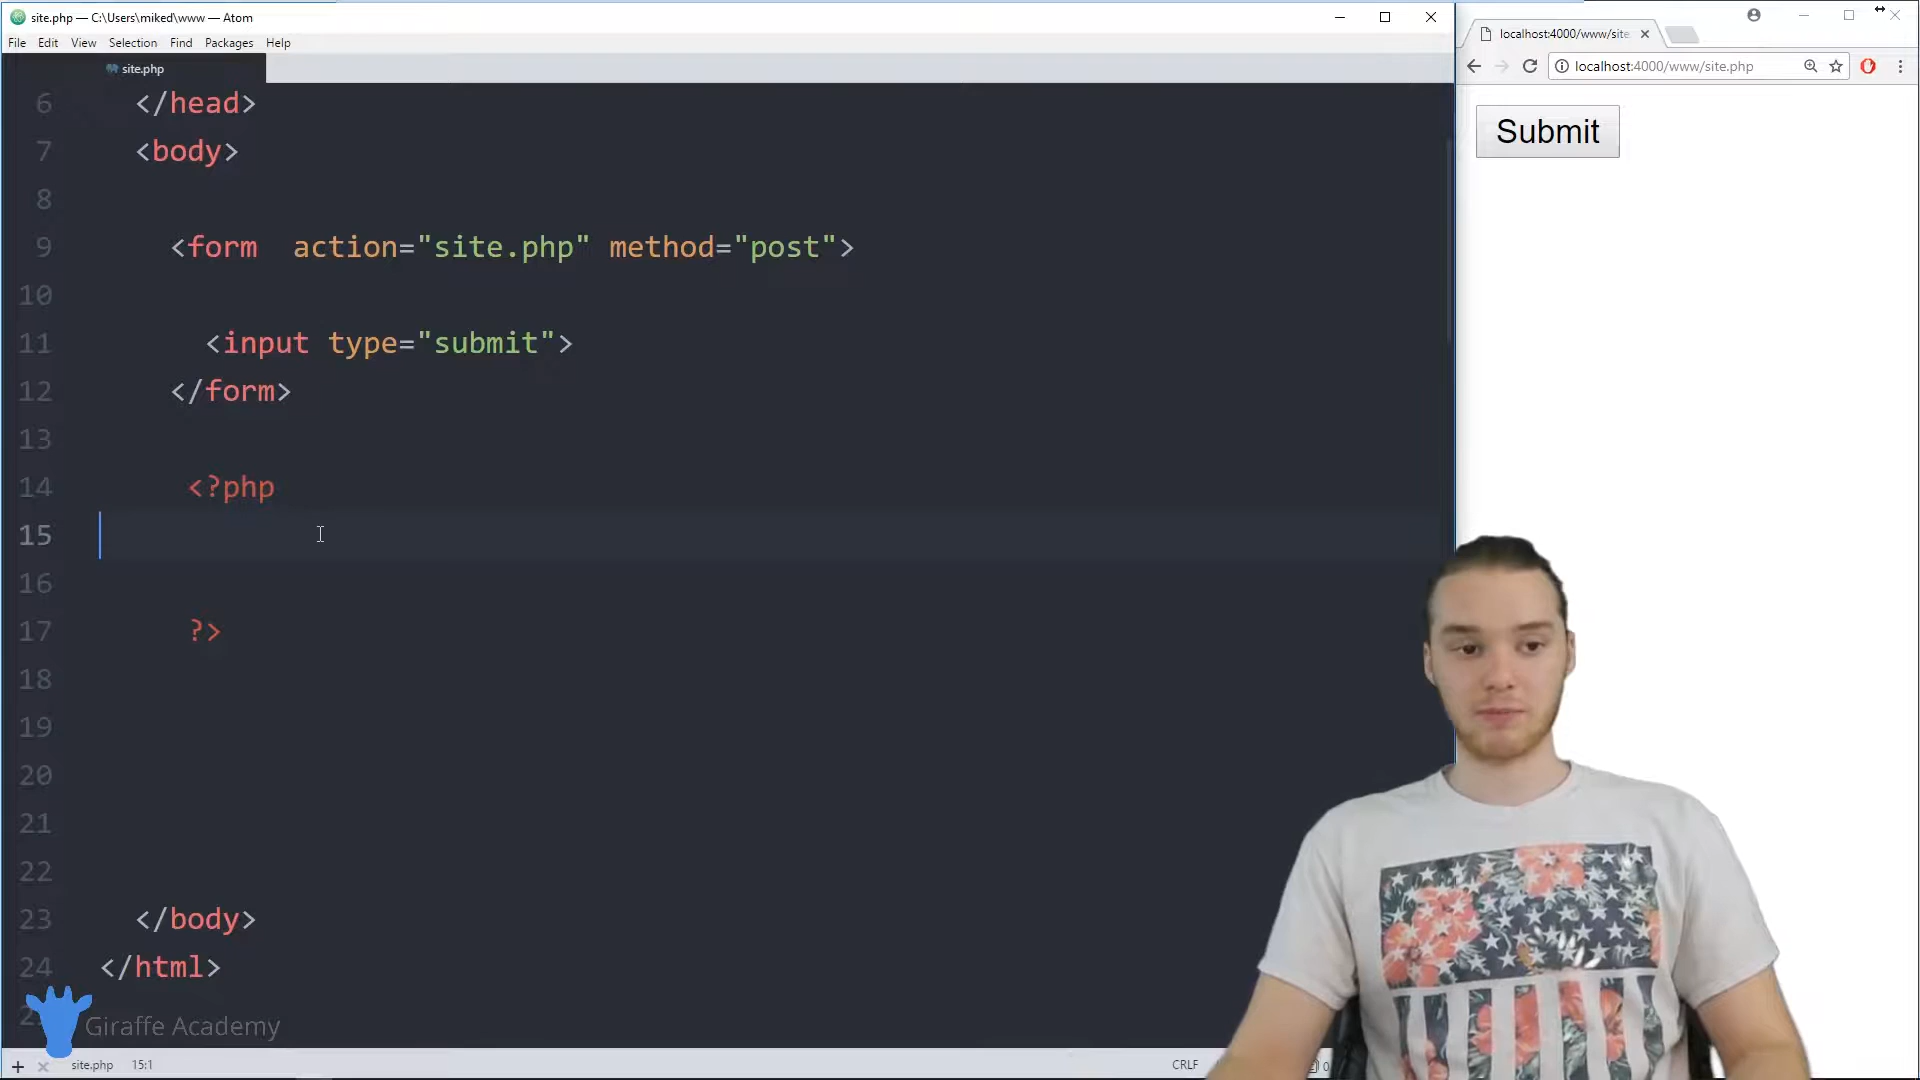 site.php — C:\Users\miked\www — Atom
File Edit View Selection Find Packages Help
site.php
6 </head>
7 <body>
8
9 <form  action="site.php" method="post">
10
11 <input type="submit">
12 </form>
13
14 <?php
15
16
17 ?>
18
19
20
21
22
23 </body>
24 </html>
Giraffe Academy
site.php 15:1 CRLF 0
localhost:4000/www/site
localhost:4000/www/site.php
Submit